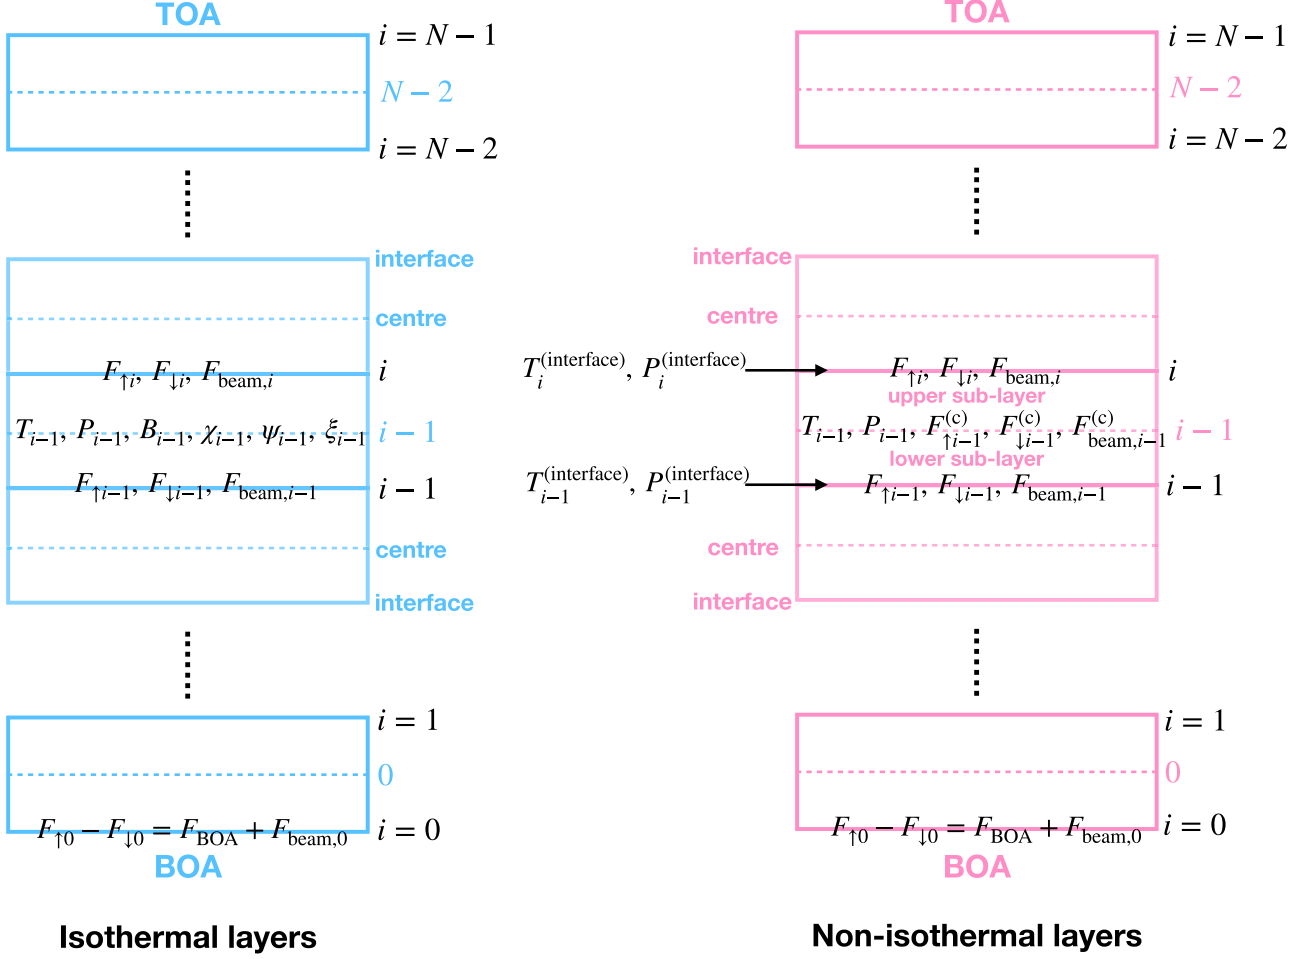 TOA
i = N − 1
N − 2
i = N − 2
interface
centre
F↑i, F↓i, Fbeam,i
i
Ti−1, Pi−1, Bi−1, χi−1, ψi−1, ξi−1
i − 1
F↑i−1, F↓i−1, Fbeam,i−1
i − 1
centre
interface
i = 1
0
F↑0 − F↓0 = FBOA + Fbeam,0
i = 0
BOA
Isothermal layers
TOA
i = N − 1
N − 2
i = N − 2
interface
centre
Ti(interface), Pi(interface)
F↑i, F↓i, Fbeam,i
i
upper sub-layer
Ti−1, Pi−1, F↑i−1(c), F↓i−1(c), Fbeam,i−1(c)
i − 1
lower sub-layer
Ti−1(interface), Pi−1(interface)
F↑i−1, F↓i−1, Fbeam,i−1
i − 1
centre
interface
i = 1
0
F↑0 − F↓0 = FBOA + Fbeam,0
i = 0
BOA
Non-isothermal layers